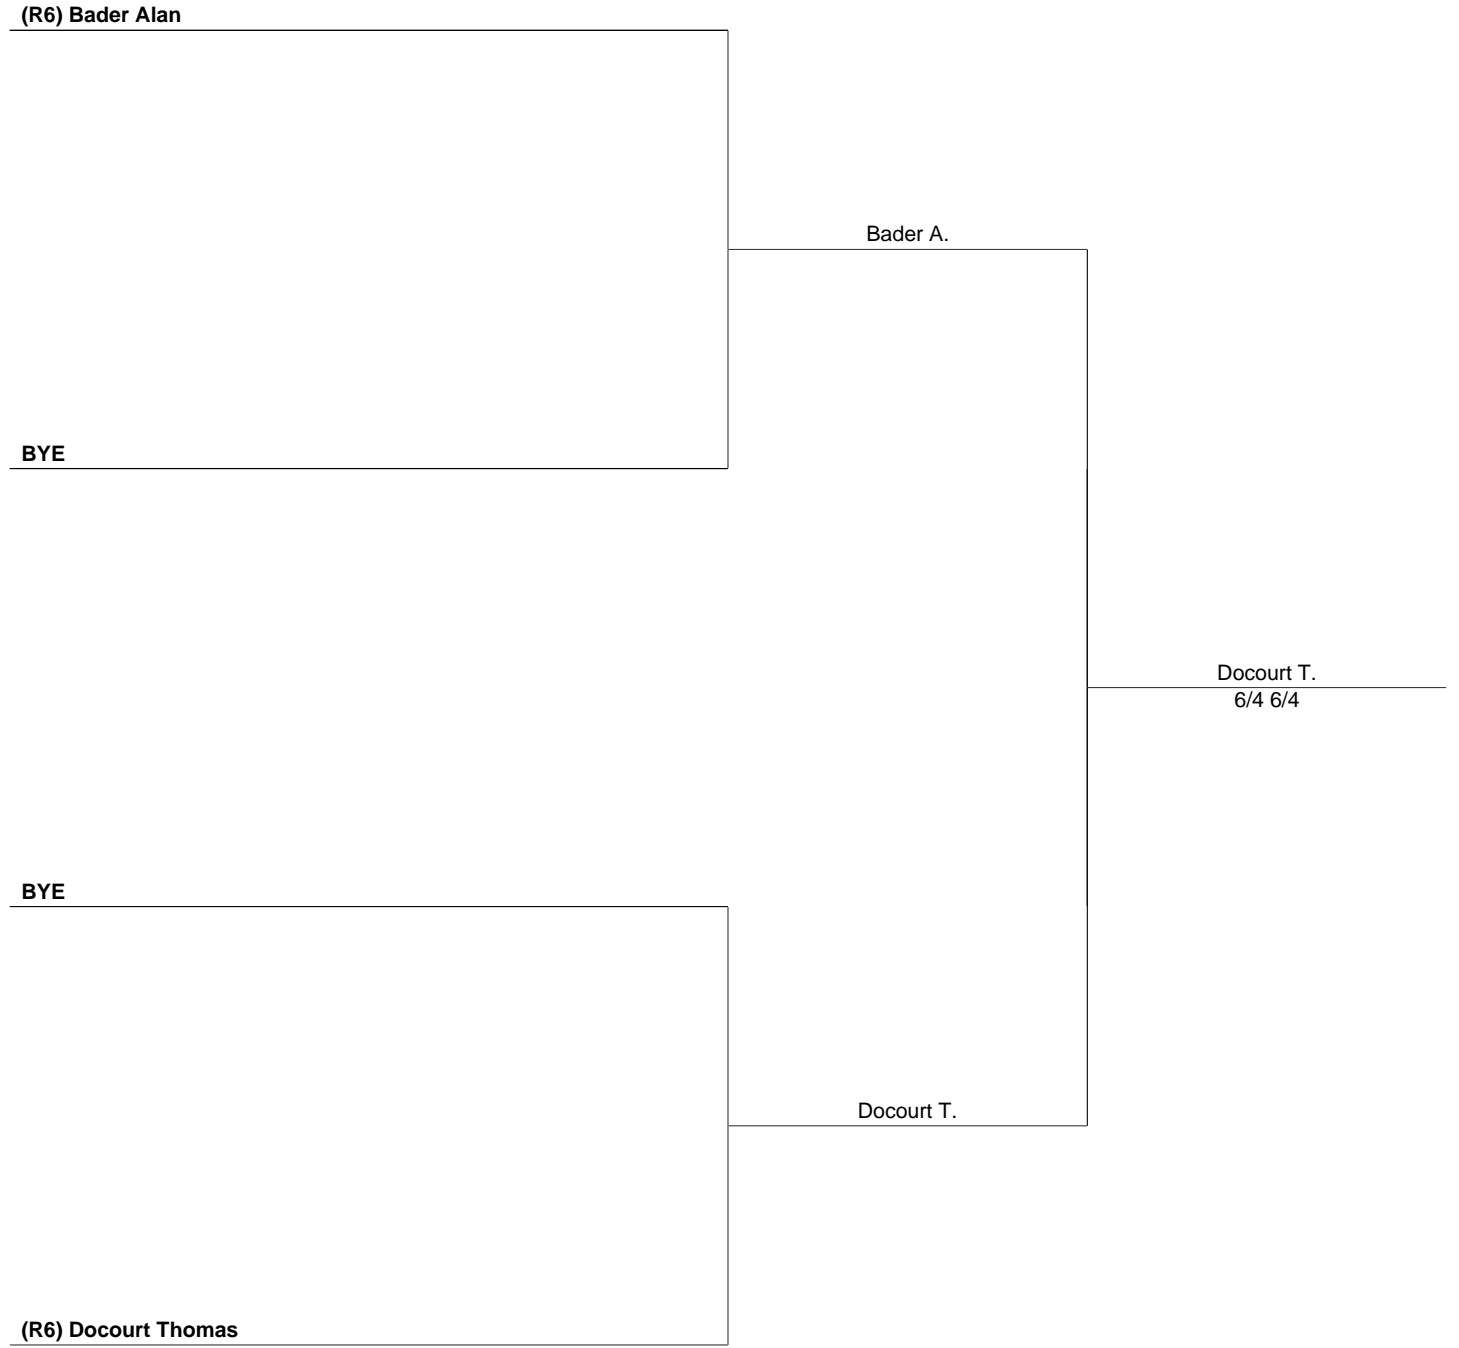 (R6) Bader Alan
Bader A.
BYE
Docourt T.
6/4 6/4
BYE
Docourt T.
(R6) Docourt Thomas